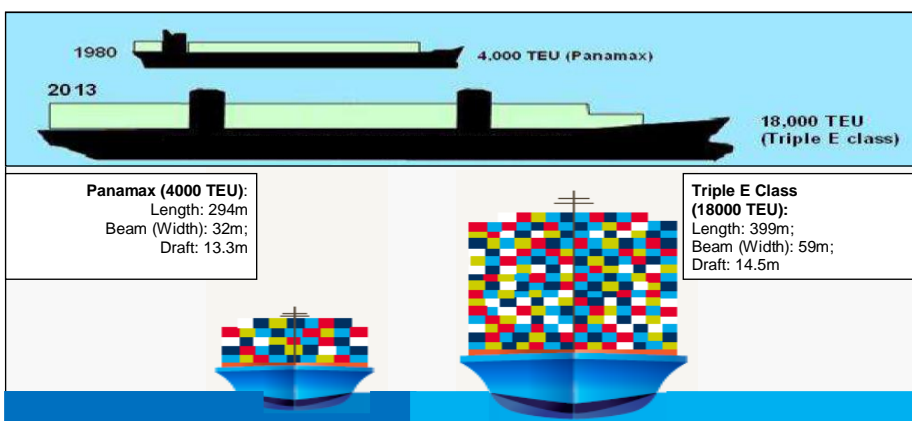 1980
4,000 TEU (Panamax)
2013
18,000 TEU
(Triple E class)
Panamax (4000 TEU):
Length: 294m
Beam (Width): 32m;
Draft: 13.3m
Triple E Class
(18000 TEU):
Length: 399m;
Beam (Width): 59m;
Draft: 14.5m